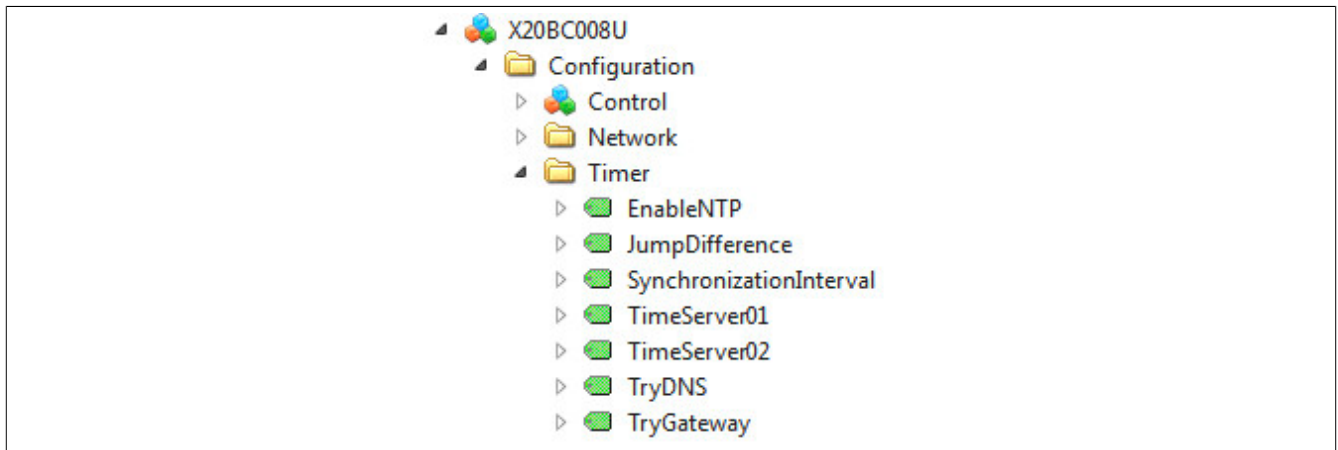 X20BC008U
Configuration
Control
Network
Timer
EnableNTP
JumpDifference
SynchronizationInterval
TimeServer01
TimeServer02
TryDNS
TryGateway